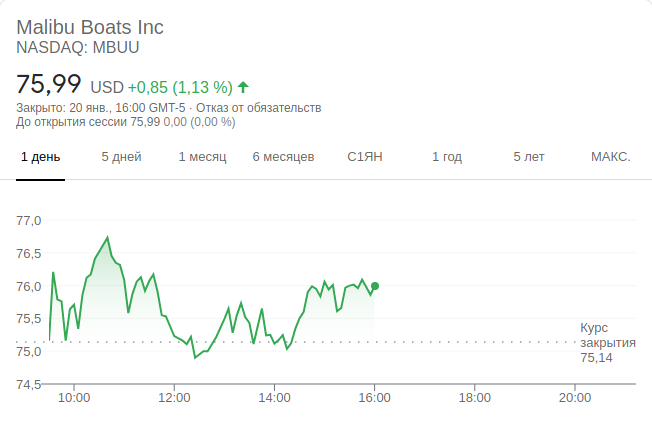 Malibu Boats Inc
NASDAQ: MBUU
75,99 USD +0,85 (1,13 %)
Закрыто: 20 янв., 16:00 GMT-5 · Отказ от обязательств
До открытия сессии 75,99 0,00 (0,00 %)
1 день 5 дней 1 месяц 6 месяцев С1ЯН 1 год 5 лет МАКС.
77,0
76,5
76,0
75,5
75,0
74,5
Курс
закрытия
75,14
10:00 12:00 14:00 16:00 18:00 20:00